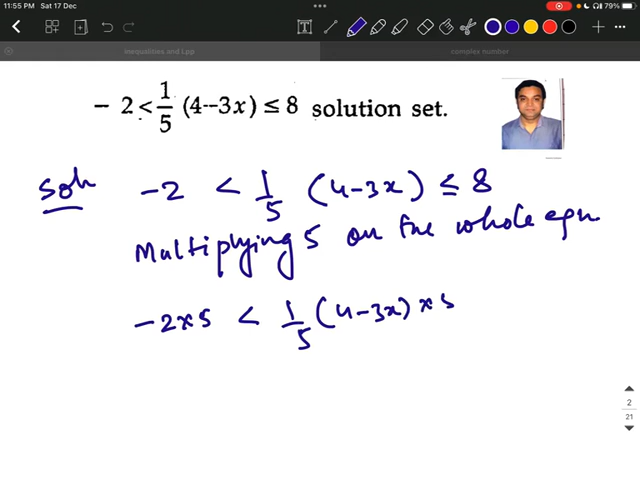 11:55 PM Sat 17 Dec
79%
Inequalities and Lpp
complex number
- 2 < 1/5 (4--3x) ≤ 8 solution set.
Soln -2 < 1/5 (4-3x) ≤ 8
Multiplying 5 on the whole eqn
-2×5 < 1/5 (4-3x) × 5
2
21